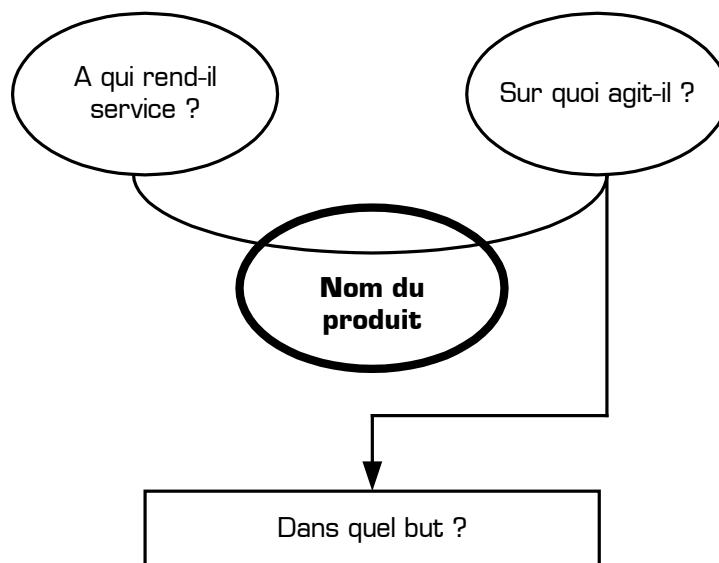 A qui rend-il
service ?
Sur quoi agit-il ?
Nom du
produit
Dans quel but ?